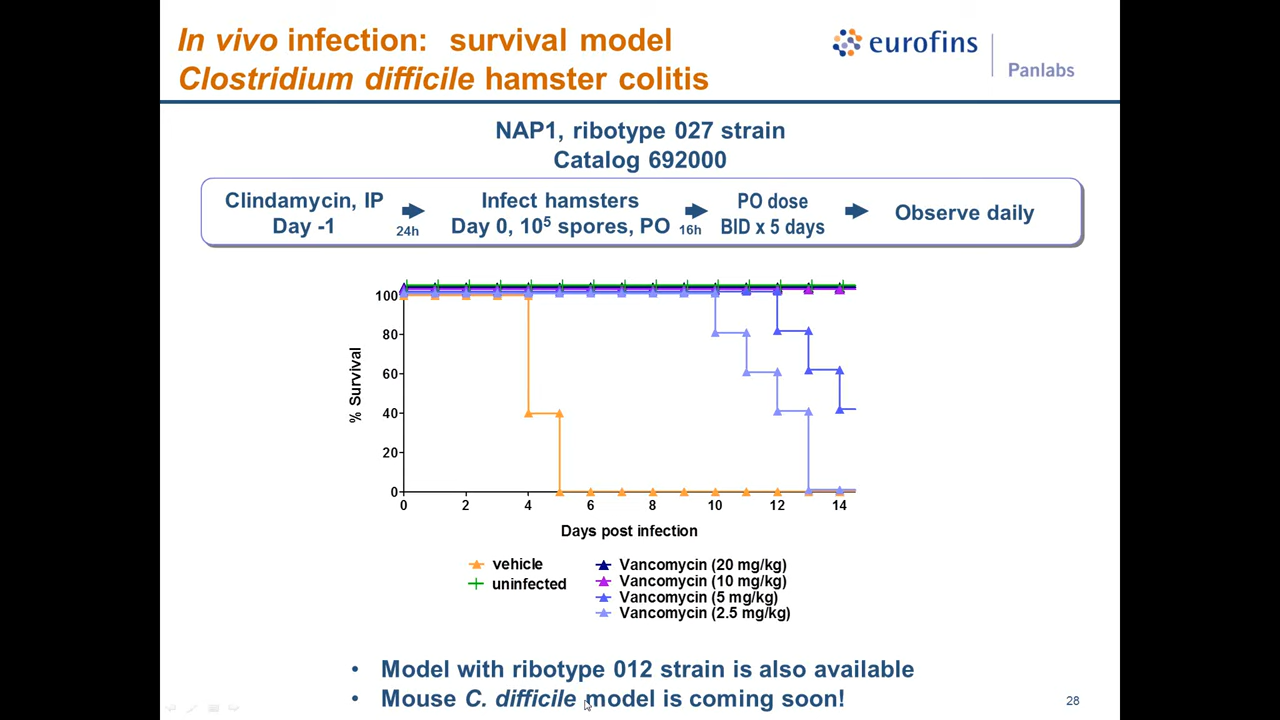 In vivo infection: survival model
Clostridium difficile hamster colitis
eurofins
Panlabs
NAP1, ribotype 027 strain
Catalog 692000
Clindamycin, IP
Day -1
24h
Infect hamsters
Day 0, 10⁵ spores, PO
16h
PO dose
BID x 5 days
Observe daily
% Survival
100
80
60
40
20
0
0 2 4 6 8 10 12 14
Days post infection
vehicle
uninfected
Vancomycin (20 mg/kg)
Vancomycin (10 mg/kg)
Vancomycin (5 mg/kg)
Vancomycin (2.5 mg/kg)
• Model with ribotype 012 strain is also available
• Mouse C. difficile model is coming soon!
28